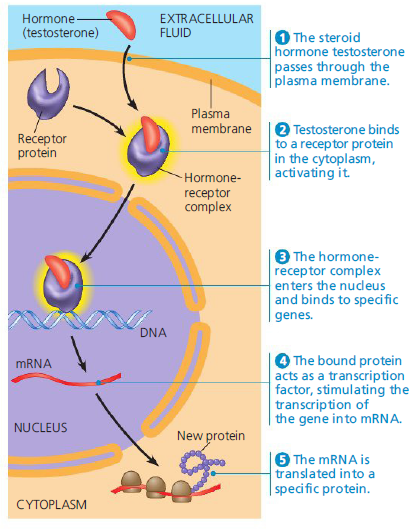 Hormone
(testosterone)
EXTRACELLULAR
FLUID
Plasma
membrane
Receptor
protein
Hormone-
receptor
complex
DNA
mRNA
NUCLEUS
New protein
CYTOPLASM
1 The steroid
hormone testosterone
passes through the
plasma membrane.
2 Testosterone binds
to a receptor protein
in the cytoplasm,
activating it.
3 The hormone-
receptor complex
enters the nucleus
and binds to specific
genes.
4 The bound protein
acts as a transcription
factor, stimulating the
transcription of
the gene into mRNA.
5 The mRNA is
translated into a
specific protein.